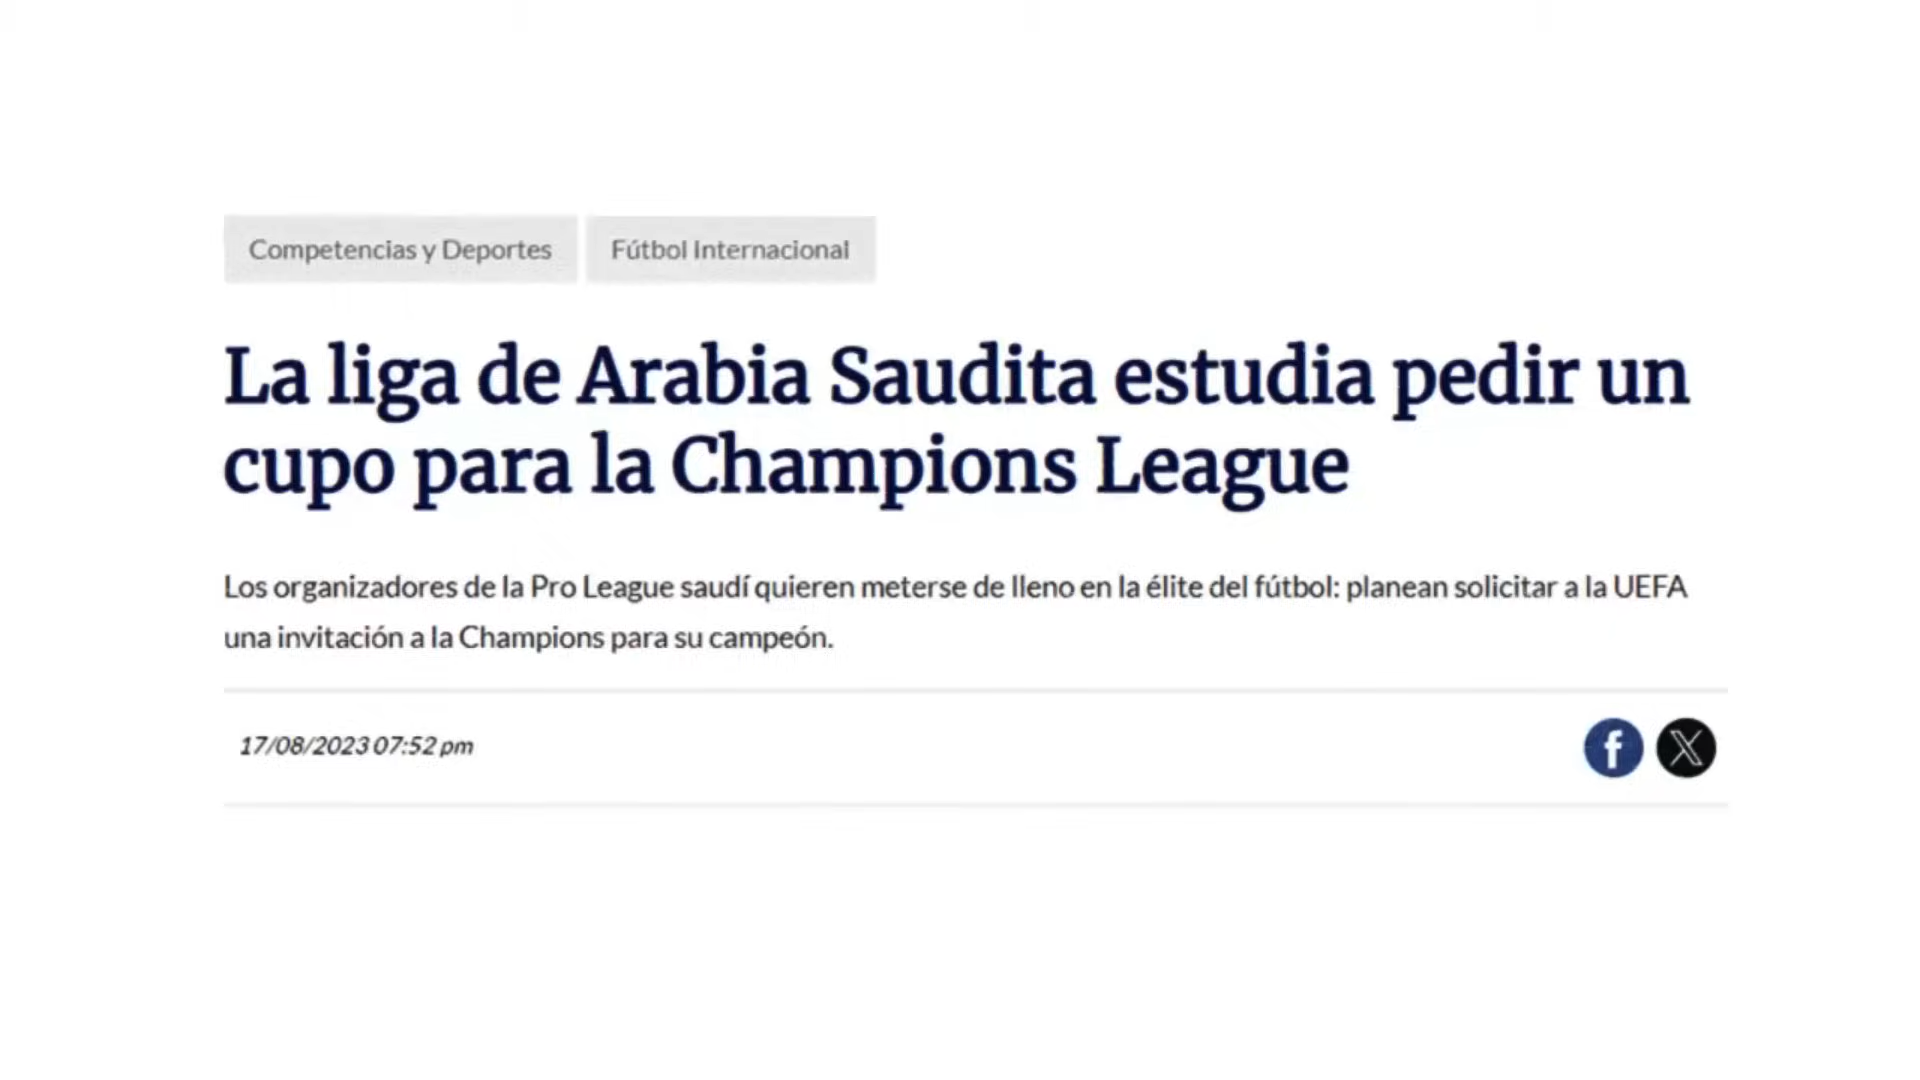 Competencias y Deportes
Fútbol Internacional
La liga de Arabia Saudita estudia pedir un
cupo para la Champions League
Los organizadores de la Pro League saudí quieren meterse de lleno en la élite del fútbol: planean solicitar a la UEFA
una invitación a la Champions para su campeón.
17/08/2023 07:52 pm